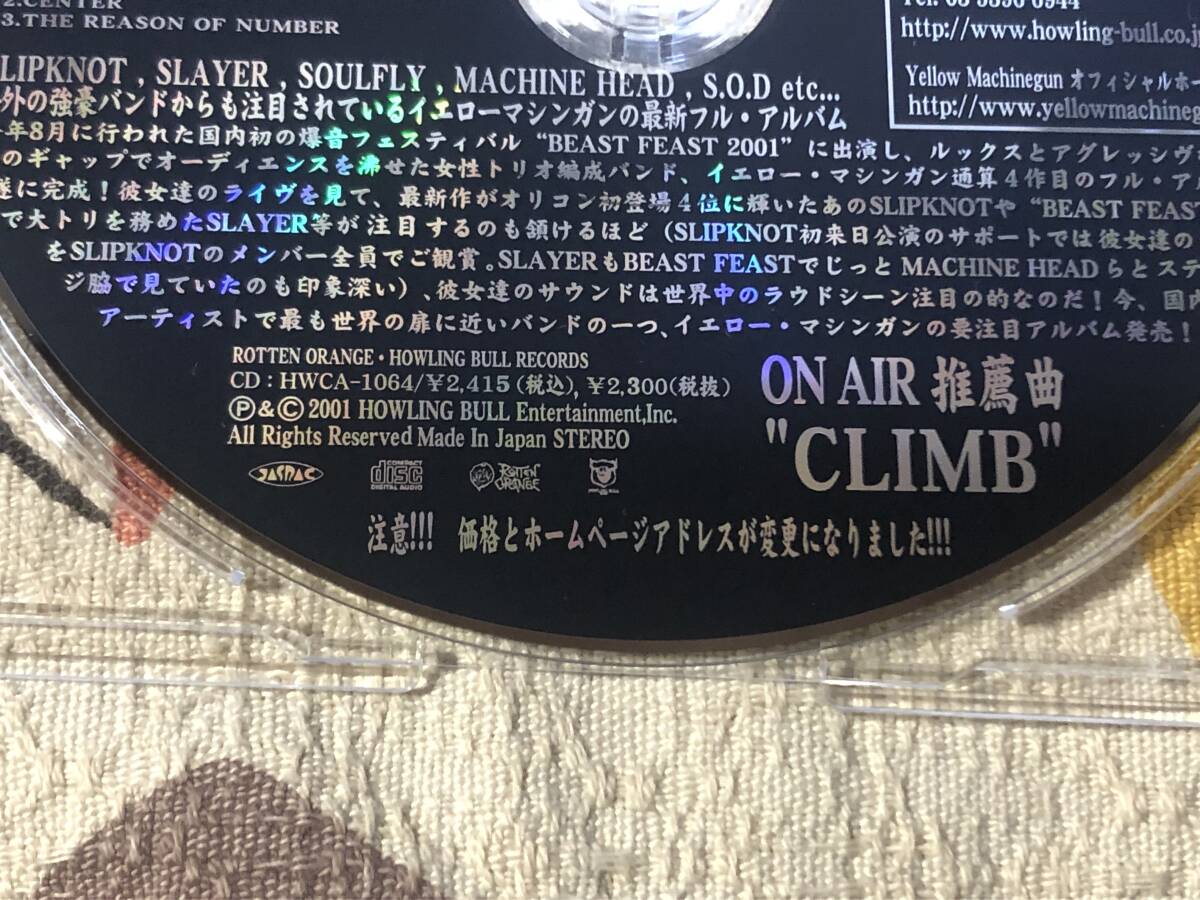 2.CENTER
3.THE REASON OF NUMBER
http://www.howling-bull.co.jp
Yellow Machinegun オフィシャルホー
http://www.yellowmachineg
SLIPKNOT , SLAYER , SOULFLY , MACHINE HEAD , S.O.D etc...
外の強豪バンドからも注目されているイエローマシンガンの最新フル・アルバム
年8月に行われた国内初の爆音フェスティバル “BEAST FEAST 2001” に出演し、ルックスとアグレッシヴ
のギャップでオーディエンスを沸せた女性トリオ編成バンド、イエロー・マシンガン通算4作目のフル・ア
遂に完成！彼女達のライヴを見て、最新作がオリコン初登場4位に輝いたあのSLIPKNOTや “BEAST FEAST
で大トリを務めたSLAYER等が注目するのも頷けるほど（SLIPKNOT初来日公演のサポートでは彼女達の
をSLIPKNOTのメンバー全員でご観賞。SLAYERもBEAST FEASTでじっとMACHINE HEADらとステ
ジ脇で見ていたのも印象深い）、彼女達のサウンドは世界中のラウドシーン注目の的なのだ！今、国
アーティストで最も世界の扉に近いバンドの一つ、イエロー・マシンガンの要注目アルバム発売！
ROTTEN ORANGE・HOWLING BULL RECORDS
CD : HWCA-1064/¥2,415 (税込), ¥2,300(税抜)
Ⓟ&Ⓒ 2001 HOWLING BULL Entertainment,Inc.
All Rights Reserved Made In Japan STEREO
ON AIR 推薦曲
"CLIMB"
JASRAC
COMPACT disc DIGITAL AUDIO
ROTTEN ORANGE
注意!!! 価格とホームページアドレスが変更になりました!!!